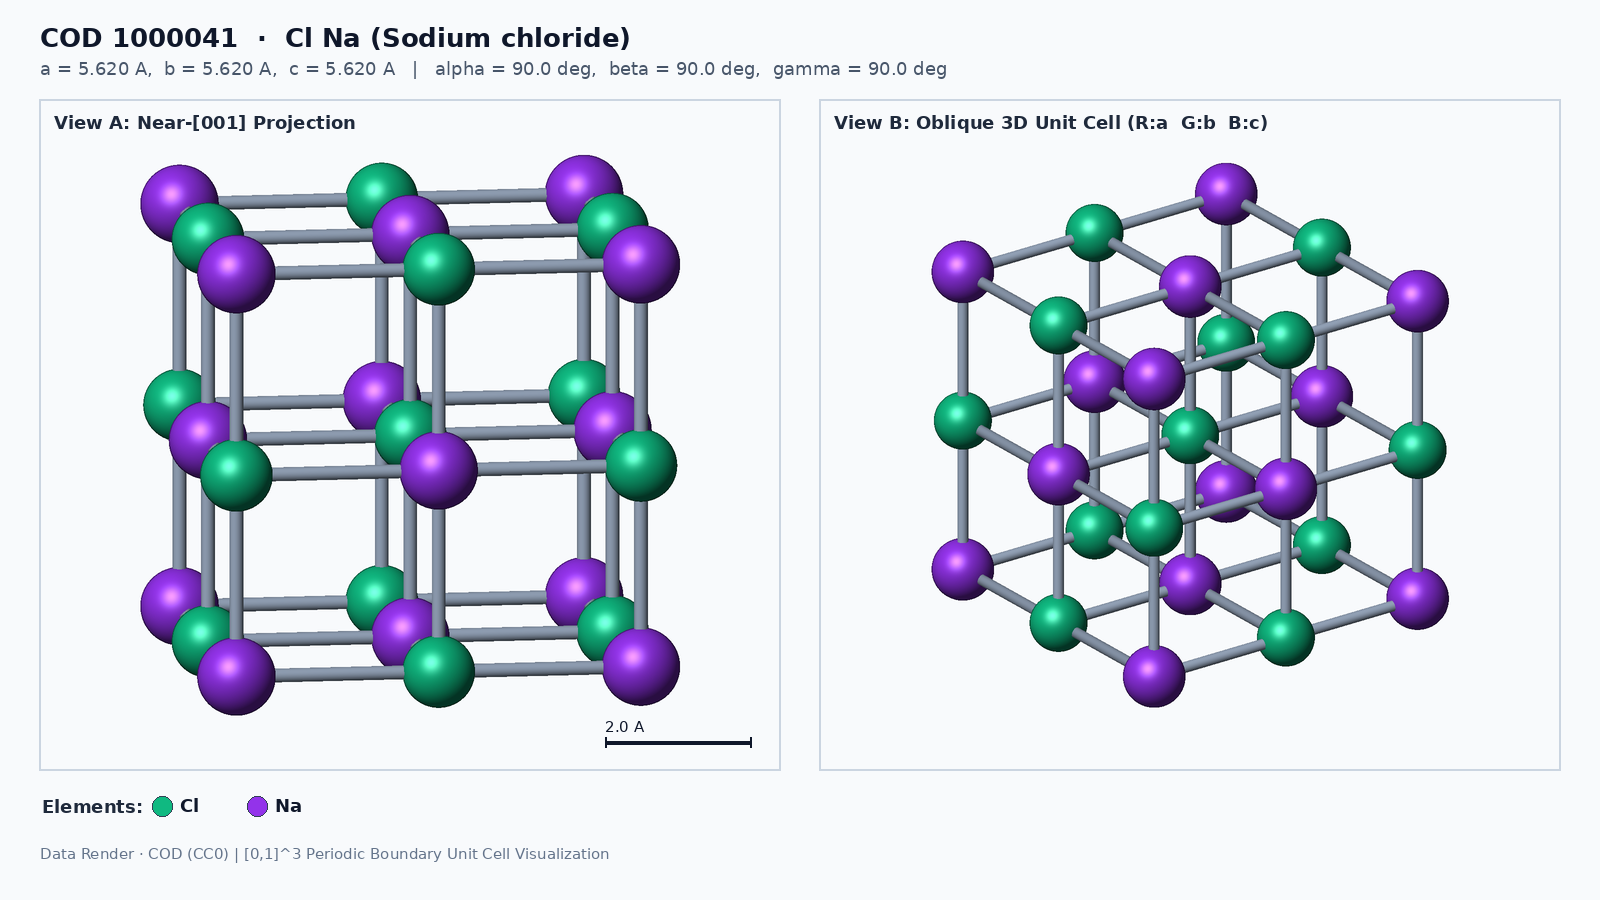 COD 1000041  ·  Cl Na (Sodium chloride)
a = 5.620 A,  b = 5.620 A,  c = 5.620 A   |   alpha = 90.0 deg,  beta = 90.0 deg,  gamma = 90.0 deg
View A: Near-[001] Projection
View B: Oblique 3D Unit Cell (R:a  G:b  B:c)
2.0 A
Elements:  Cl  Na
Data Render · COD (CC0) | [0,1]^3 Periodic Boundary Unit Cell Visualization